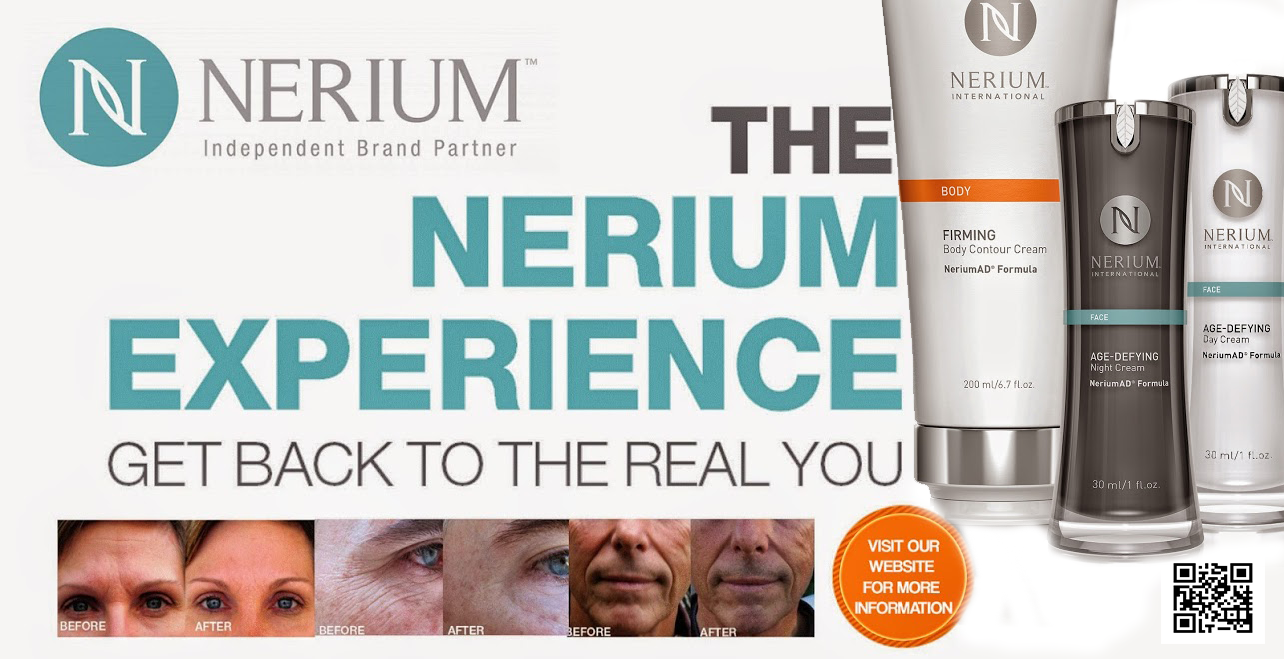 N NERIUM™
Independent Brand Partner
THE
NERIUM
EXPERIENCE
GET BACK TO THE REAL YOU
BEFORE
AFTER
BEFORE
AFTER
BEFORE
AFTER
VISIT OUR
WEBSITE
FOR MORE
INFORMATION
N
NERIUM
INTERNATIONAL
BODY
FIRMING
Body Contour Cream
NeriumAD® Formula
200 ml/6.7 fl.oz.
N
NERIUM
INTERNATIONAL
FACE
AGE-DEFYING
Night Cream
NeriumAD® Formula
30 ml/1 fl.oz.
N
NERIUM
INTERNATIONAL
FACE
AGE-DEFYING
Day Cream
NeriumAD® Formula
30 ml/1 fl.oz.